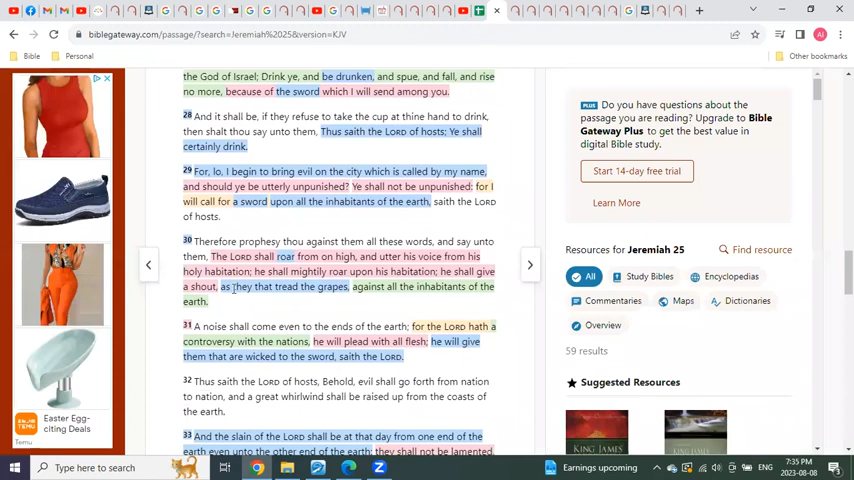 biblegateway.com/passage/?search=Jeremiah%2025&version=KJV
Bible
Personal
Other bookmarks
the God of Israel; Drink ye, and be drunken, and spue, and fall, and rise
no more, because of the sword which I will send among you.
28 And it shall be, if they refuse to take the cup at thine hand to drink,
then shalt thou say unto them, Thus saith the LORD of hosts; Ye shall
certainly drink.
29 For, lo, I begin to bring evil on the city which is called by my name,
and should ye be utterly unpunished? Ye shall not be unpunished: for I
will call for a sword upon all the inhabitants of the earth, saith the LORD
of hosts.
30 Therefore prophesy thou against them all these words, and say unto
them, The LORD shall roar from on high, and utter his voice from his
holy habitation; he shall mightily roar upon his habitation; he shall give
a shout, as they that tread the grapes, against all the inhabitants of the
earth.
31 A noise shall come even to the ends of the earth; for the LORD hath a
controversy with the nations, he will plead with all flesh; he will give
them that are wicked to the sword, saith the LORD.
32 Thus saith the LORD of hosts, Behold, evil shall go forth from nation
to nation, and a great whirlwind shall be raised up from the coasts of
the earth.
33 And the slain of the LORD shall be at that day from one end of the
earth even unto the other end of the earth: they shall not be lamented,
PLUS Do you have questions about the
passage you are reading? Upgrade to Bible
Gateway Plus to get the best value in
digital Bible study.
Start 14-day free trial
Learn More
Resources for Jeremiah 25
Find resource
All
Study Bibles
Encyclopedias
Commentaries
Maps
Dictionaries
Overview
59 results
Suggested Resources
KING JAMES
Easter Egg-
citing Deals
Temu
Type here to search
Earnings upcoming
ENG
7:35 PM
2023-08-08